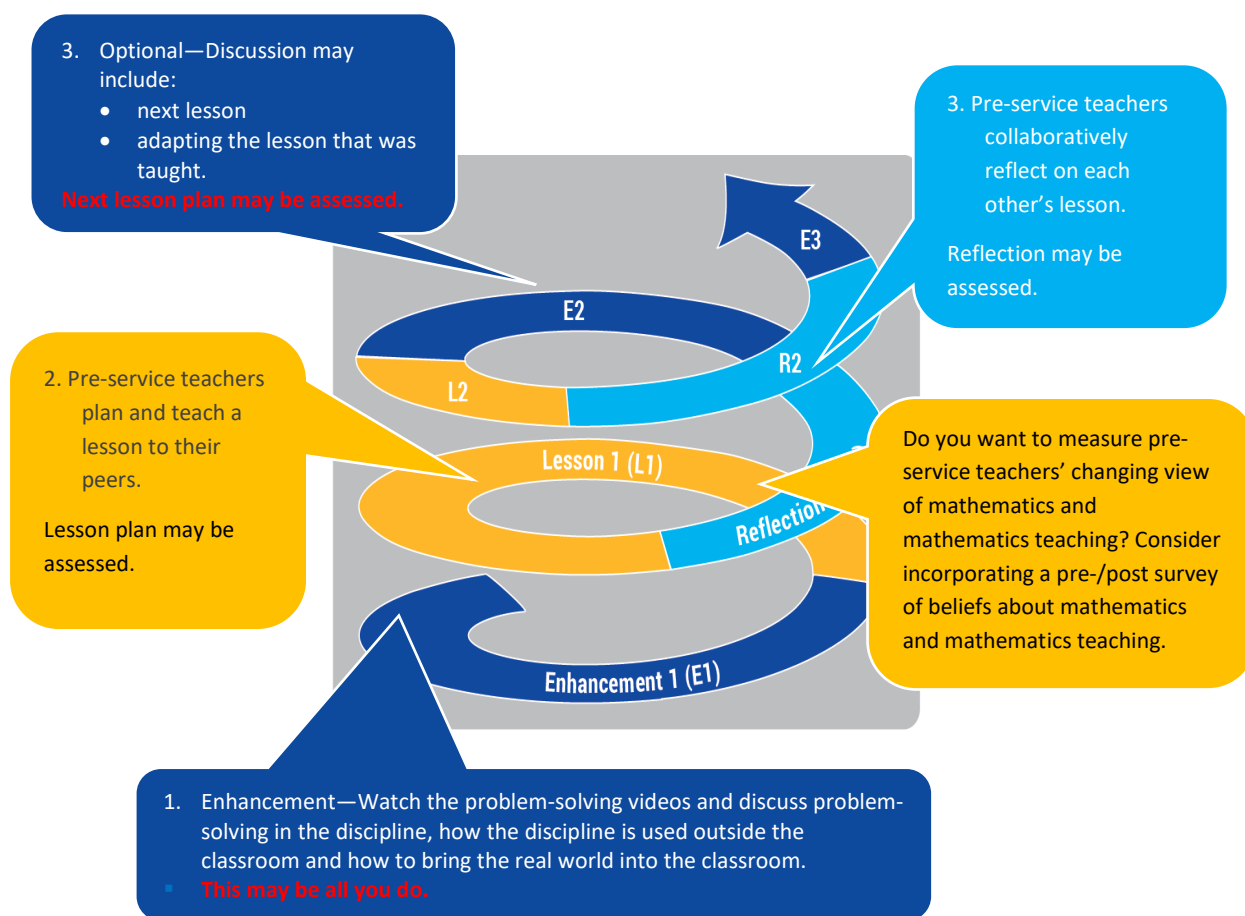 3. Optional—Discussion may
include:
• next lesson
• adapting the lesson that was
taught.
Next lesson plan may be assessed.
3. Pre-service teachers
collaboratively
reflect on each
other’s lesson.
Reflection may be
assessed.
E3
E2
R2
L2
2. Pre-service teachers
plan and teach a
lesson to their
peers.
Lesson plan may be
assessed.
Lesson 1 (L1)
Reflection
Do you want to measure pre-
service teachers’ changing view
of mathematics and
mathematics teaching? Consider
incorporating a pre-/post survey
of beliefs about mathematics
and mathematics teaching.
Enhancement 1 (E1)
1. Enhancement—Watch the problem-solving videos and discuss problem-
solving in the discipline, how the discipline is used outside the
classroom and how to bring the real world into the classroom.
▪ This may be all you do.